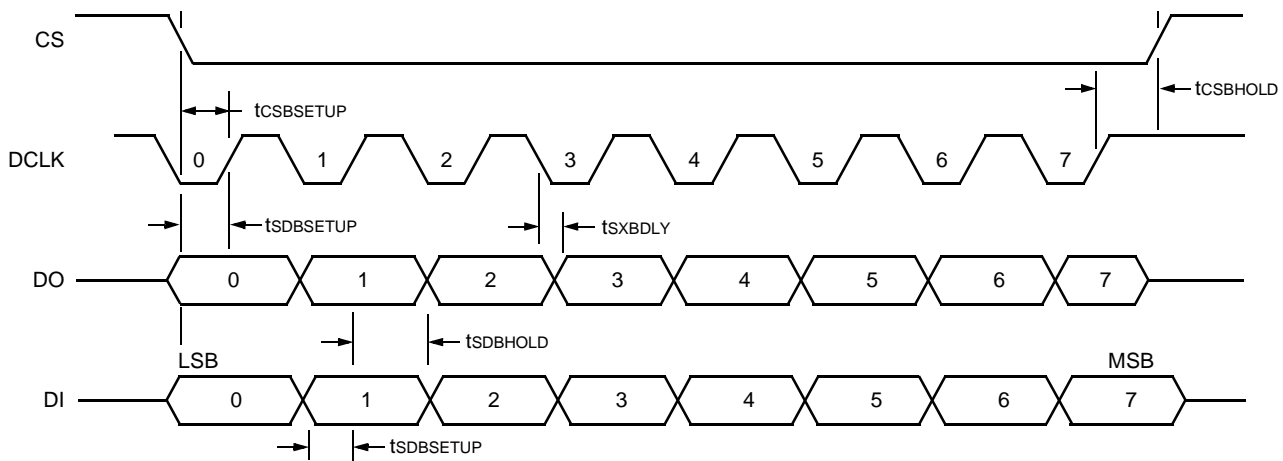 CS
tCSBHOLD
tCSBSETUP
DCLK 0 1 2 3 4 5 6 7
tSDBSETUP tSXBDLY
DO 0 1 2 3 4 5 6 7
tSDBHOLD
LSB MSB
DI 0 1 2 3 4 5 6 7
tSDBSETUP